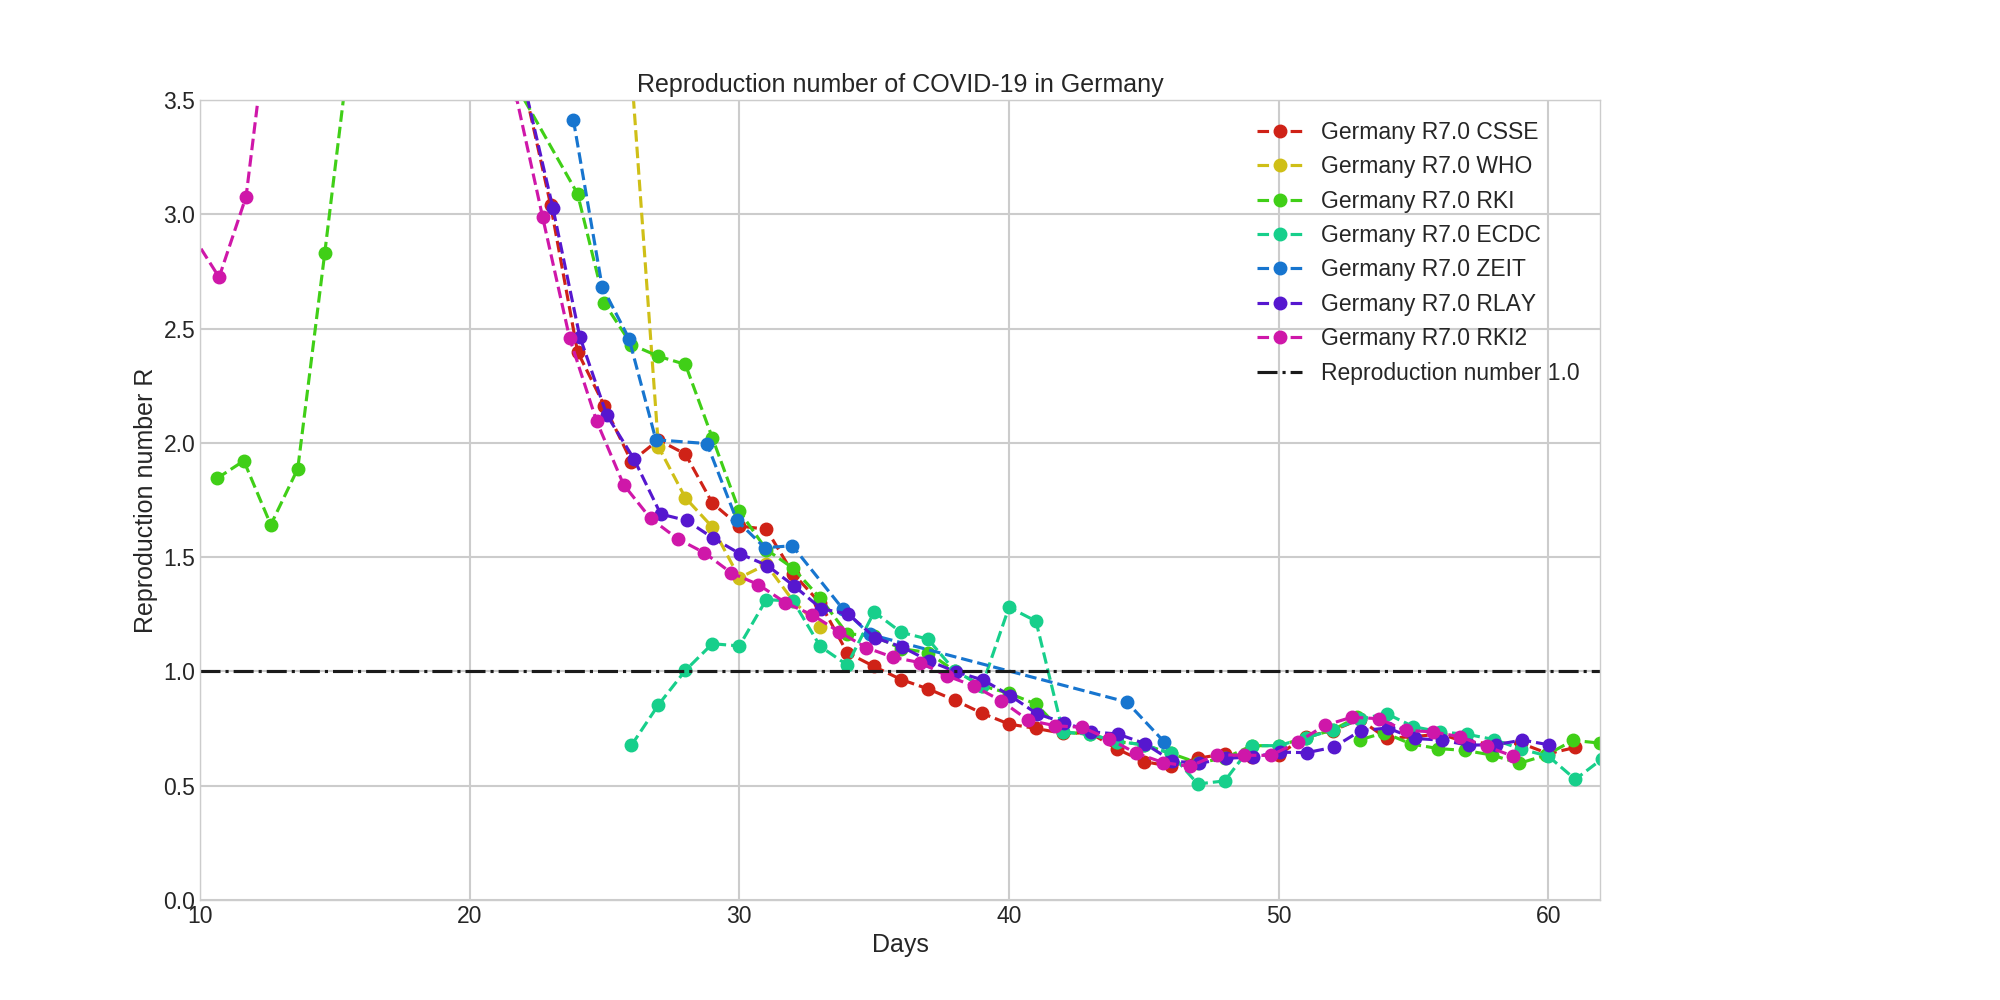 Reproduction number of COVID-19 in Germany
Reproduction number R
3.5
3.0
2.5
2.0
1.5
1.0
0.5
0.0
Germany R7.0 CSSE
Germany R7.0 WHO
Germany R7.0 RKI
Germany R7.0 ECDC
Germany R7.0 ZEIT
Germany R7.0 RLAY
Germany R7.0 RKI2
Reproduction number 1.0
10 20 30 40 50 60
Days